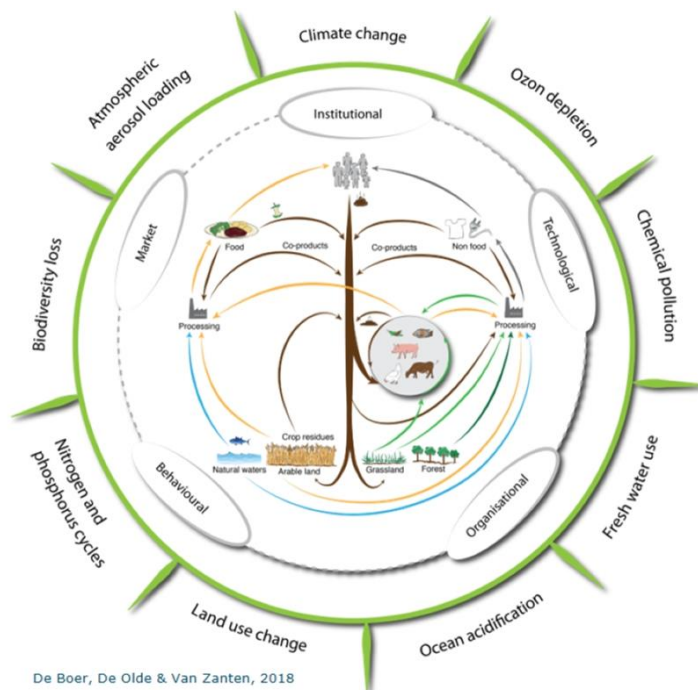 Climate change
Ozon depletion
Chemical pollution
Fresh water use
Ocean acidification
Land use change
Nitrogen and
phosphorus cycles
Biodiversity loss
Atmospheric
aerosol loading
Institutional
Technological
Organisational
Behavioural
Market
Food
Co-products
Co-products
Non food
Processing
Processing
Crop residues
Natural waters
Arable land
Grassland
Forest
De Boer, De Olde & Van Zanten, 2018